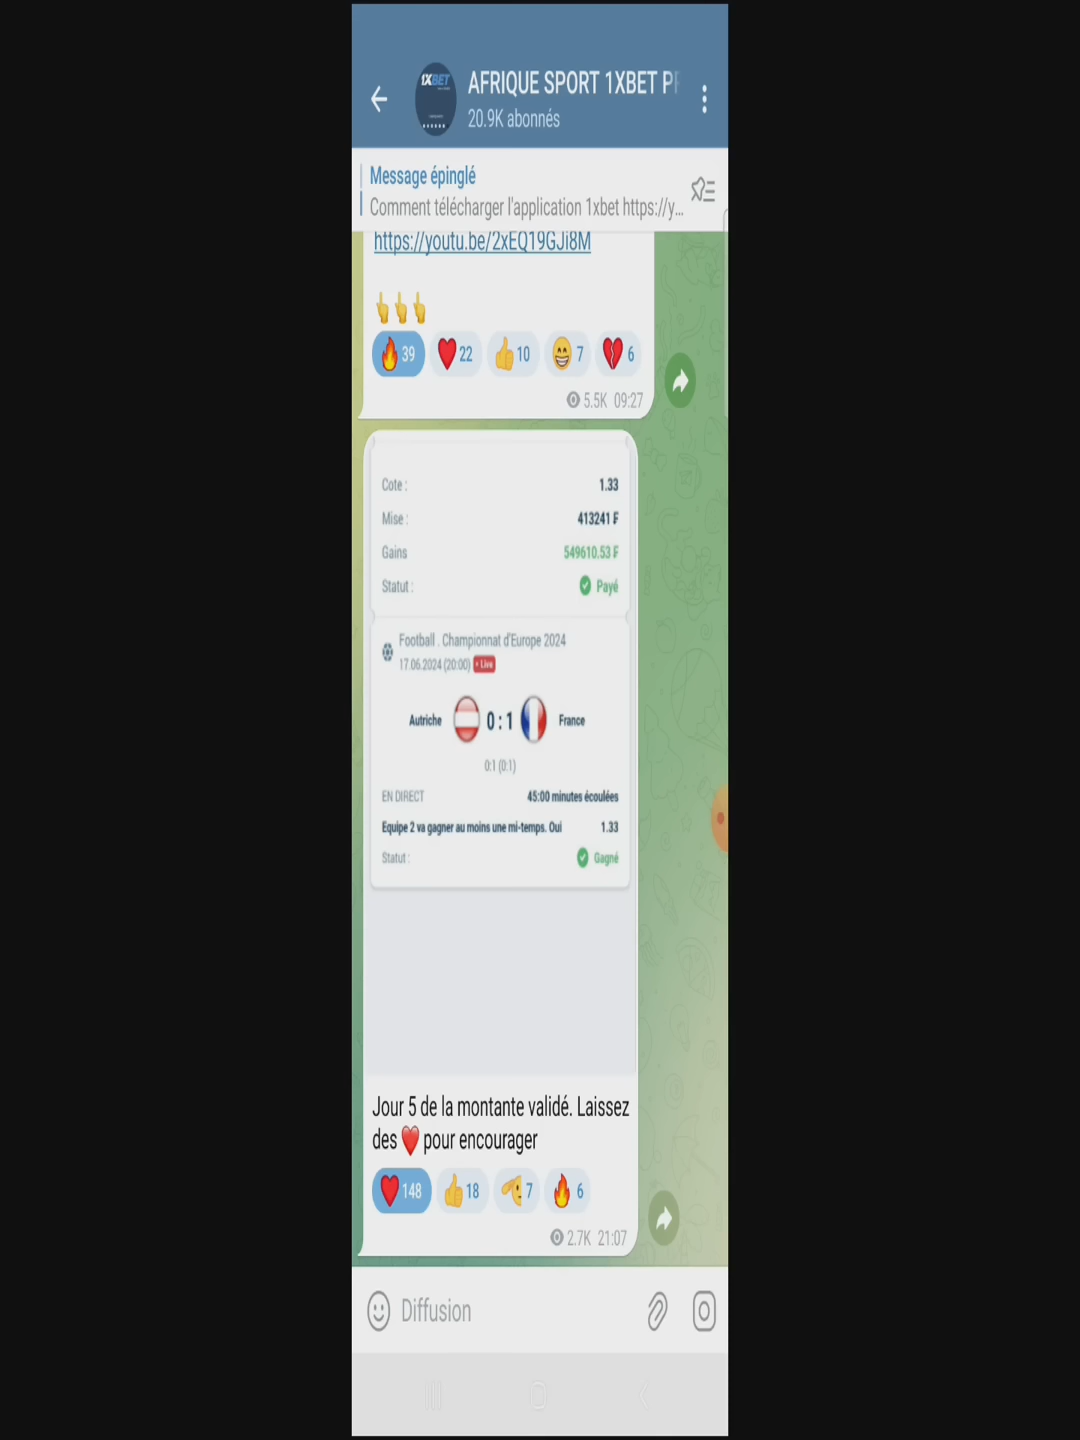 1XBET
AFRIQUE SPORT 1XBET
20.9K abonnés
Message épinglé
Comment télécharger l'application 1xbet https://y...
https://youtu.be/2xEQ19GJi8M
39 22 10 7 6
5.5K 09:27
Cote : 1.33
Mise : 413241 ₣
Gains 549610.53 ₣
Statut : Payé
Football . Championnat d'Europe 2024
17.06.2024 (20:00) • Live
Autriche 0 : 1 France
0:1 (0:1)
EN DIRECT 45:00 minutes écoulées
Equipe 2 va gagner au moins une mi-temps. Oui 1.33
Statut : Gagné
Jour 5 de la montante validé. Laissez
des ❤️ pour encourager
148 18 7 6
2.7K 21:07
Diffusion